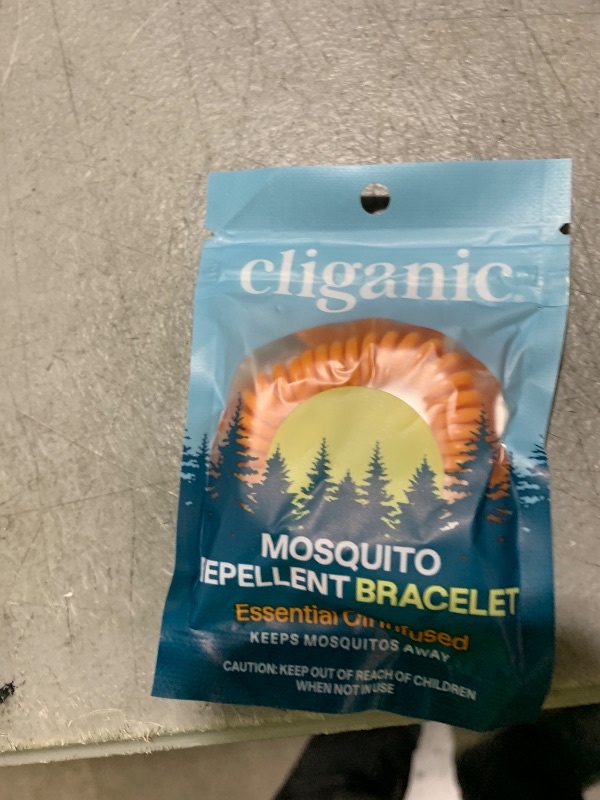 cliganic
MOSQUITO
REPELLENT BRACELET
Essential Oil Infused
KEEPS MOSQUITOS AWAY
CAUTION: KEEP OUT OF REACH OF CHILDREN
WHEN NOT IN USE